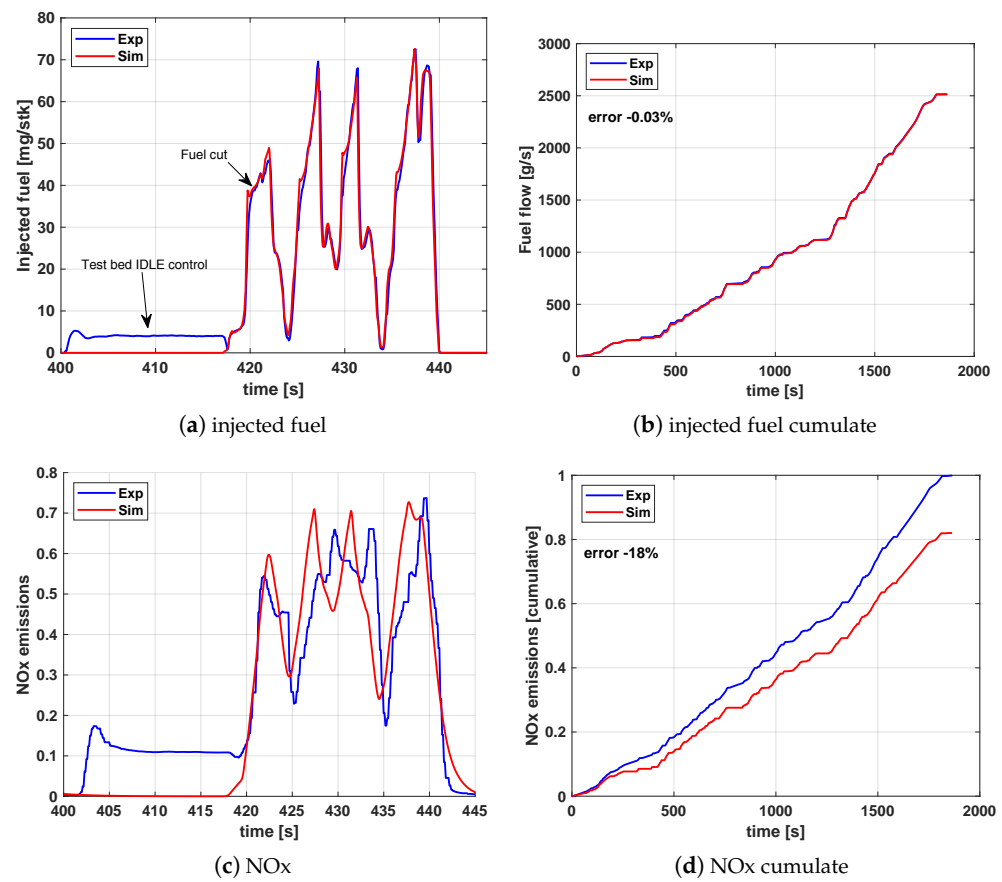 80
70
60
50
40
30
20
10
0
Injected fuel [mg/stk]
Exp
Sim
Fuel cut
Test bed IDLE control
400
410
420
430
440
time [s]
(a) injected fuel
3000
2500
2000
1500
1000
500
0
Fuel flow [g/s]
Exp
Sim
error -0.03%
0
500
1000
1500
2000
time [s]
(b) injected fuel cumulate
0.8
0.7
0.6
0.5
0.4
0.3
0.2
0.1
0
NOx emissions
Exp
Sim
400
405
410
415
420
425
430
435
440
445
time [s]
(c) NOx
1
0.8
0.6
0.4
0.2
0
NOx emissions [cumulative]
Exp
Sim
error -18%
0
500
1000
1500
2000
time [s]
(d) NOx cumulate